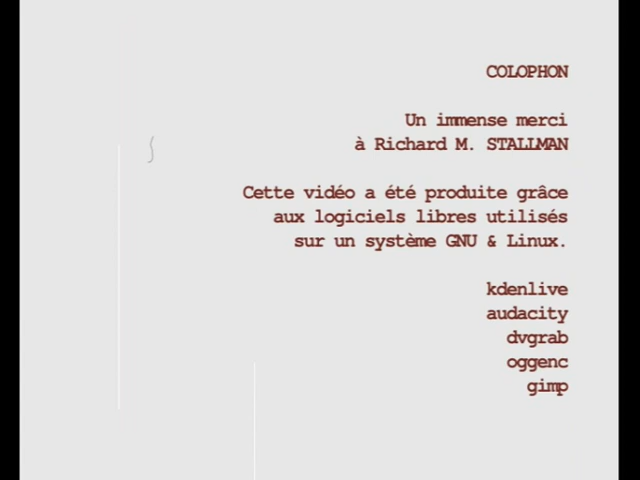 COLOPHON
Un immense merci
à Richard M. STALLMAN
Cette vidéo a été produite grâce
aux logiciels libres utilisés
sur un système GNU & Linux.
kdenlive
audacity
dvgrab
oggenc
gimp